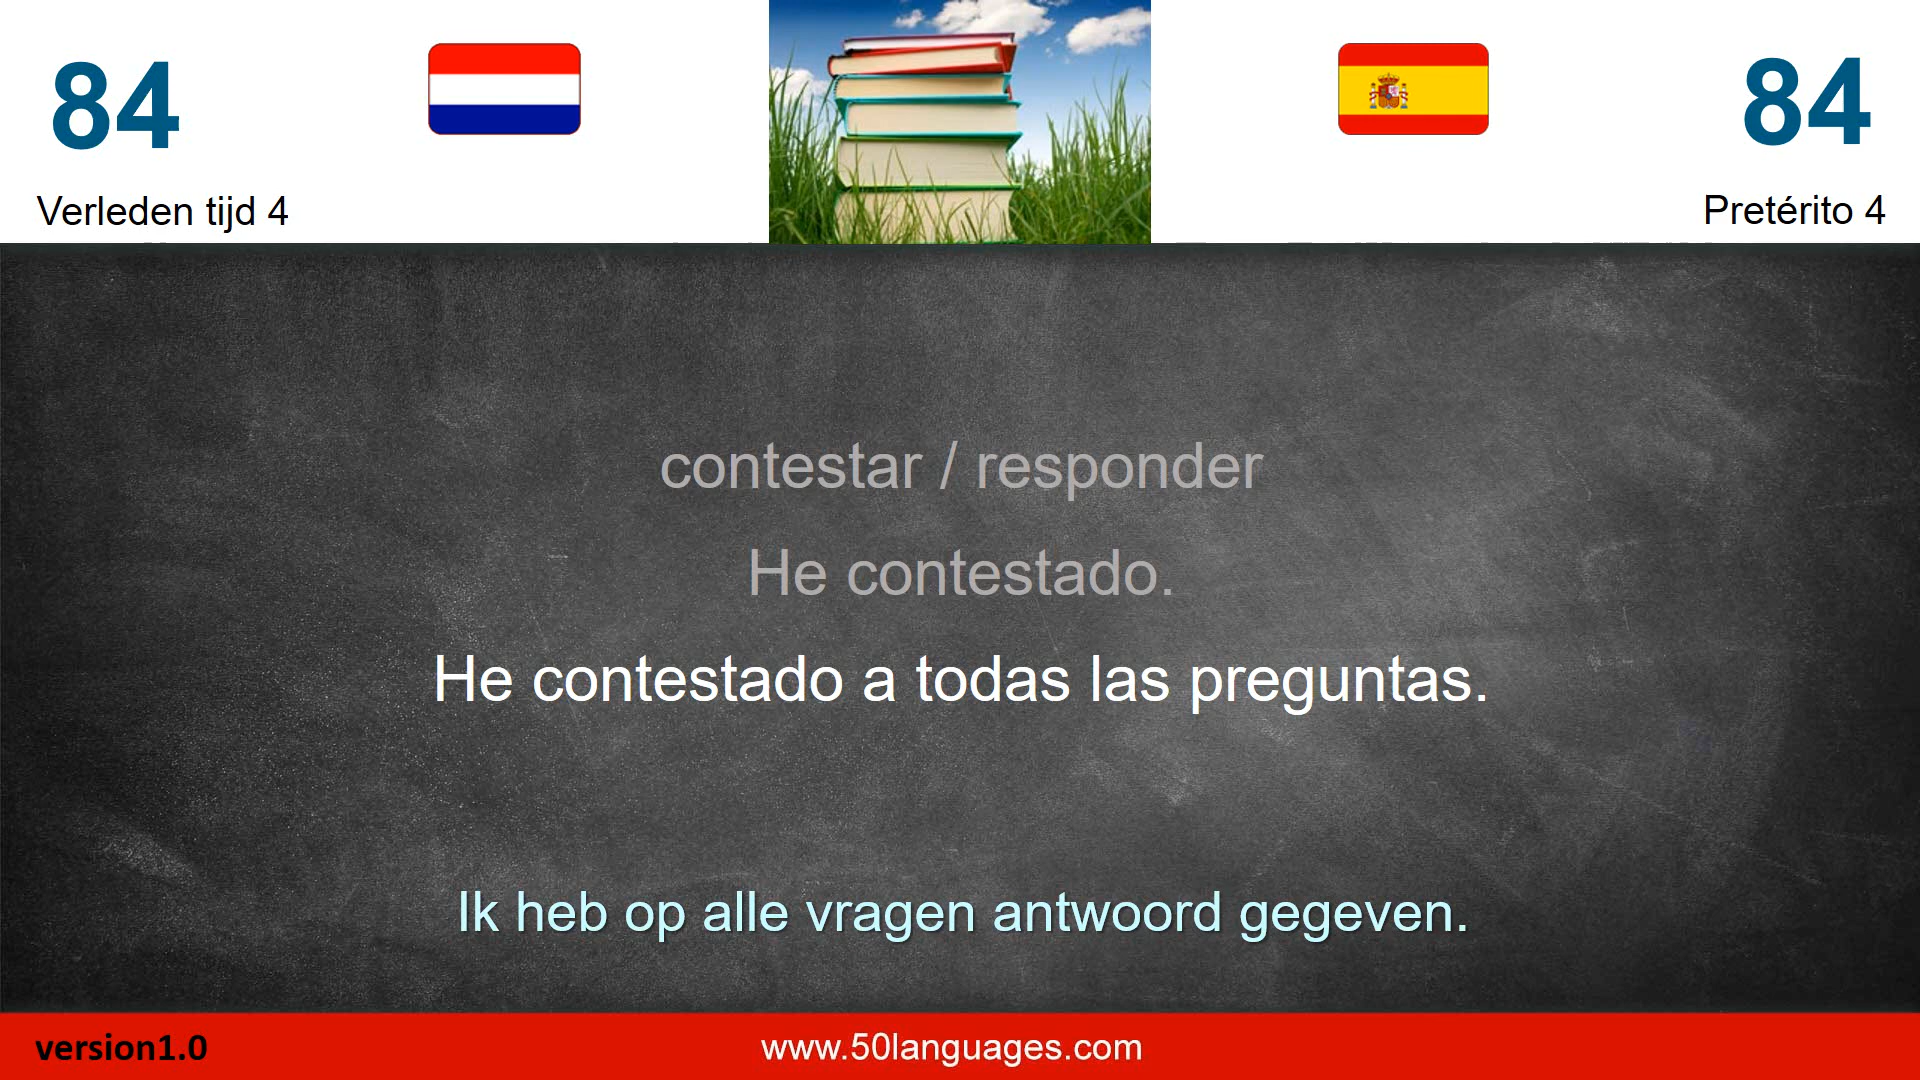 84
84
Verleden tijd 4
Pretérito 4
contestar / responder
He contestado.
He contestado a todas las preguntas.
Ik heb op alle vragen antwoord gegeven.
version1.0
www.50languages.com